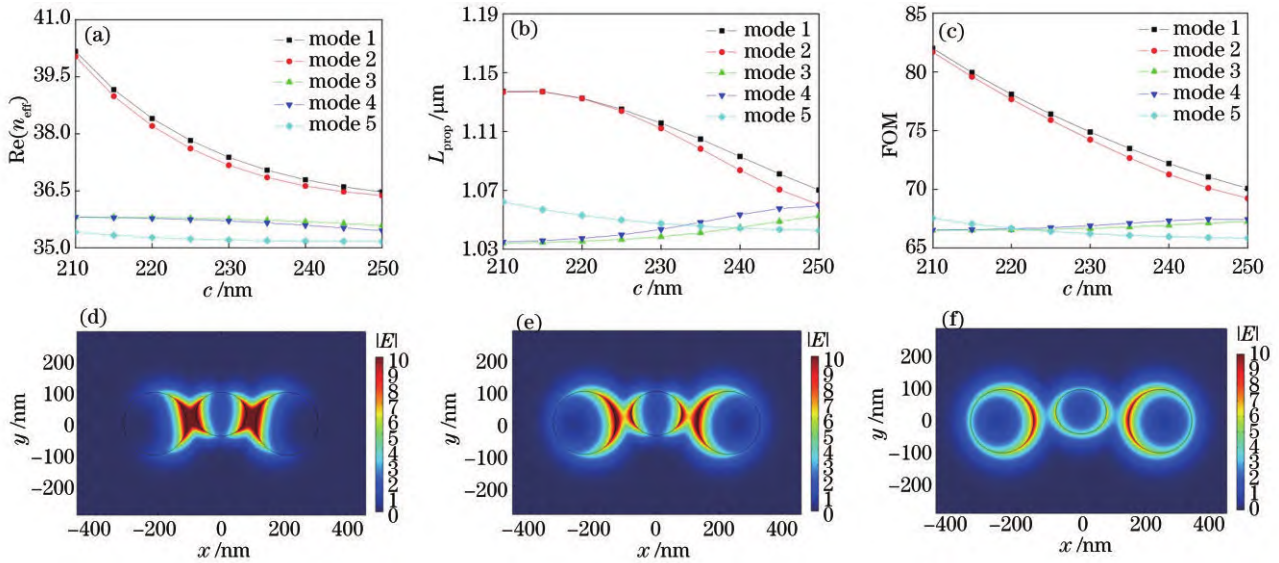 (a)
Re(neff)
41.0
39.5
38.0
36.5
35.0
210 220 230 240 250
c /nm
mode 1
mode 2
mode 3
mode 4
mode 5
(b)
Lprop /μm
1.19
1.15
1.11
1.07
1.03
210 220 230 240 250
c /nm
mode 1
mode 2
mode 3
mode 4
mode 5
(c)
FOM
85
80
75
70
65
210 220 230 240 250
c /nm
mode 1
mode 2
mode 3
mode 4
mode 5
(d)
y /nm
200
100
0
−100
−200
−400 −200 0 200 400
x /nm
|E|
10
9
8
7
6
5
4
3
2
1
0
(e)
y /nm
200
100
0
−100
−200
−400 −200 0 200 400
x /nm
|E|
10
9
8
7
6
5
4
3
2
1
0
(f)
y /nm
200
100
0
−100
−200
−400 −200 0 200 400
x /nm
|E|
10
9
8
7
6
5
4
3
2
1
0